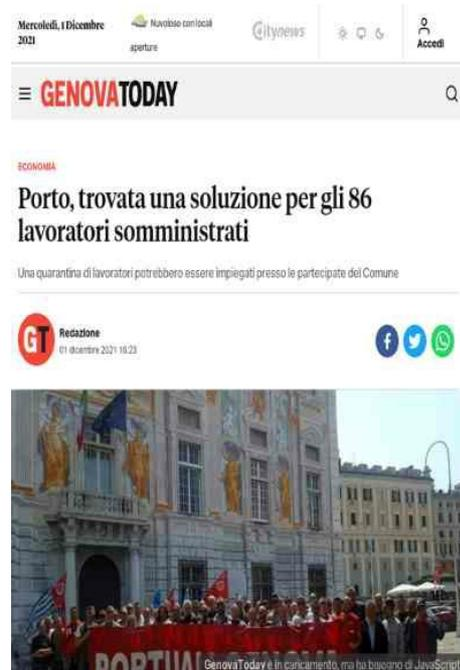 Mercoledì, 1 Dicembre
2021
Nuvoloso con locali
aperture
Citynews
Accedi
GENOVATODAY
ECONOMIA
Porto, trovata una soluzione per gli 86
lavoratori somministrati
Una quarantina di lavoratori potrebbero essere impiegati presso le partecipate del Comune
GT
Redazione
01 dicembre 2021 16:23
PORTUALI
GenovaToday è in caricamento, ma ha bisogno di JavaScript